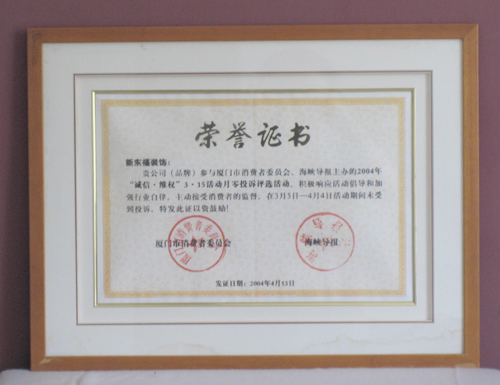 荣誉证书
新东福装饰:
贵公司（品牌）参与厦门市消费者委员会、海峡导报主办的2004年
“诚信·维权”3·15活动月零投诉评选活动，积极响应活动倡导和加
强行业自律，主动接受消费者的监督，在3月5日—4月4日活动期间未受
到投诉，特发此证以资鼓励!
厦门市消费者委员会 海峡导报
发证日期: 2004年4月15日